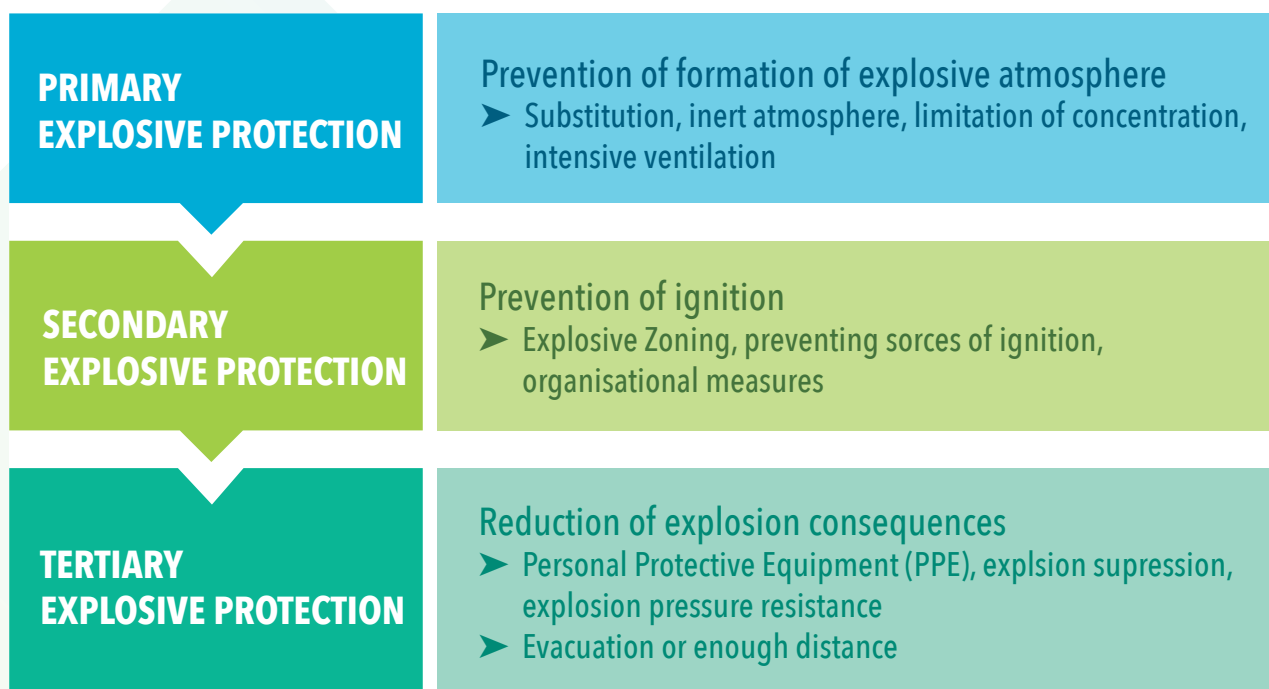 PRIMARY
EXPLOSIVE PROTECTION
Prevention of formation of explosive atmosphere
➤ Substitution, inert atmosphere, limitation of concentration,
intensive ventilation
SECONDARY
EXPLOSIVE PROTECTION
Prevention of ignition
➤ Explosive Zoning, preventing sorces of ignition,
organisational measures
TERTIARY
EXPLOSIVE PROTECTION
Reduction of explosion consequences
➤ Personal Protective Equipment (PPE), explsion supression,
explosion pressure resistance
➤ Evacuation or enough distance